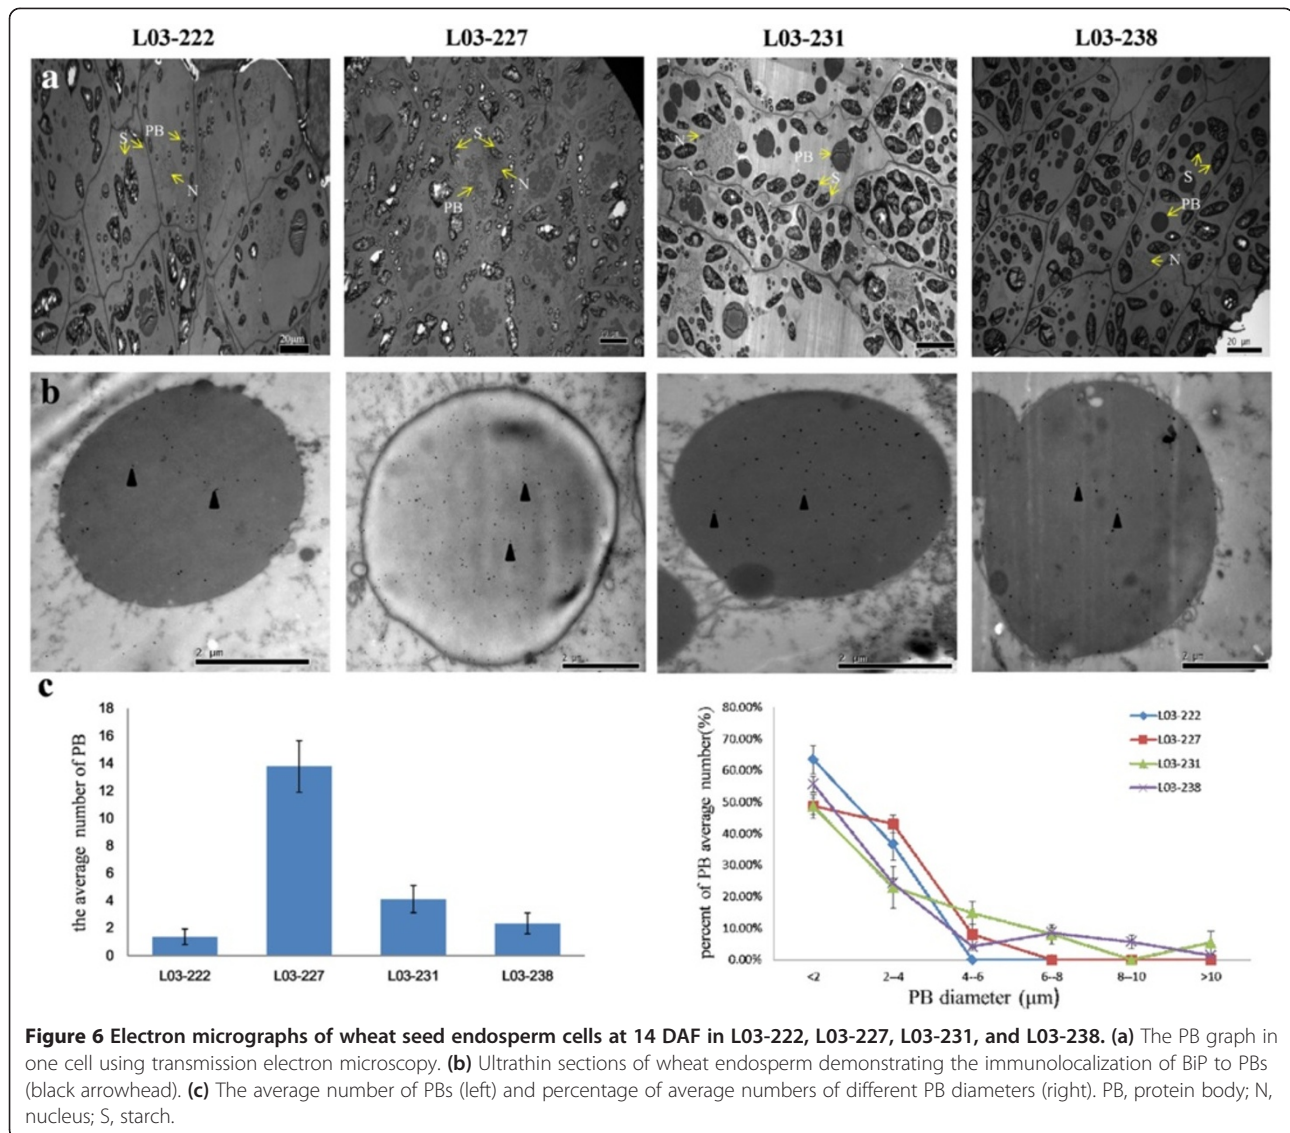 L03-222 L03-227 L03-231 L03-238
a
S PB N
20µm
S N PB
N PB S
S PB N
20 µm
b
2 µm
2 µm
2 µm
2 µm
c
the average number of PB
18
16
14
12
10
8
6
4
2
0
L03-222 L03-227 L03-231 L03-238
percent of PB average number(%)
80.00%
70.00%
60.00%
50.00%
40.00%
30.00%
20.00%
10.00%
0.00%
<2 2--4 4--6 6--8 8--10 >10
PB diameter (µm)
L03-222
L03-227
L03-231
L03-238
Figure 6 Electron micrographs of wheat seed endosperm cells at 14 DAF in L03-222, L03-227, L03-231, and L03-238. (a) The PB graph in
one cell using transmission electron microscopy. (b) Ultrathin sections of wheat endosperm demonstrating the immunolocalization of BiP to PBs
(black arrowhead). (c) The average number of PBs (left) and percentage of average numbers of different PB diameters (right). PB, protein body; N,
nucleus; S, starch.